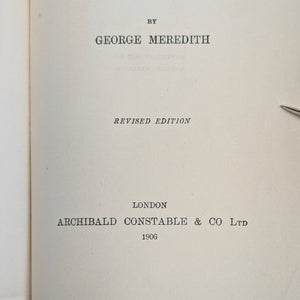 BY
GEORGE MEREDITH
REVISED EDITION
LONDON
ARCHIBALD CONSTABLE & CO LTD
1906